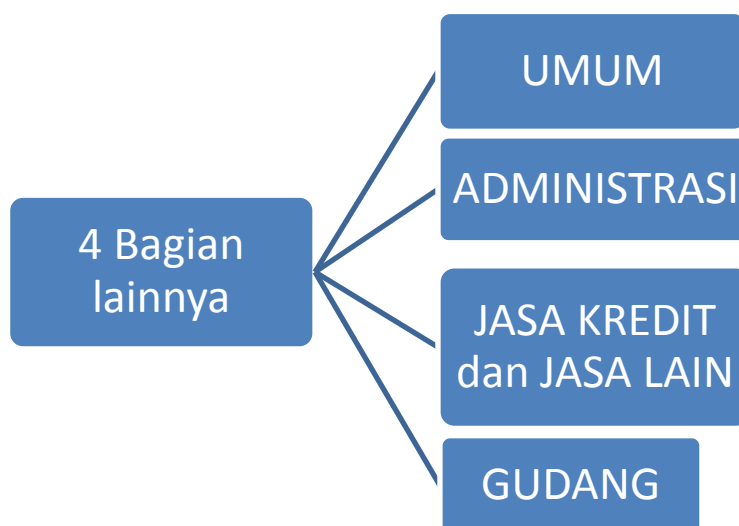 4 Bagian
lainnya
UMUM
ADMINISTRASI
JASA KREDIT
dan JASA LAIN
GUDANG